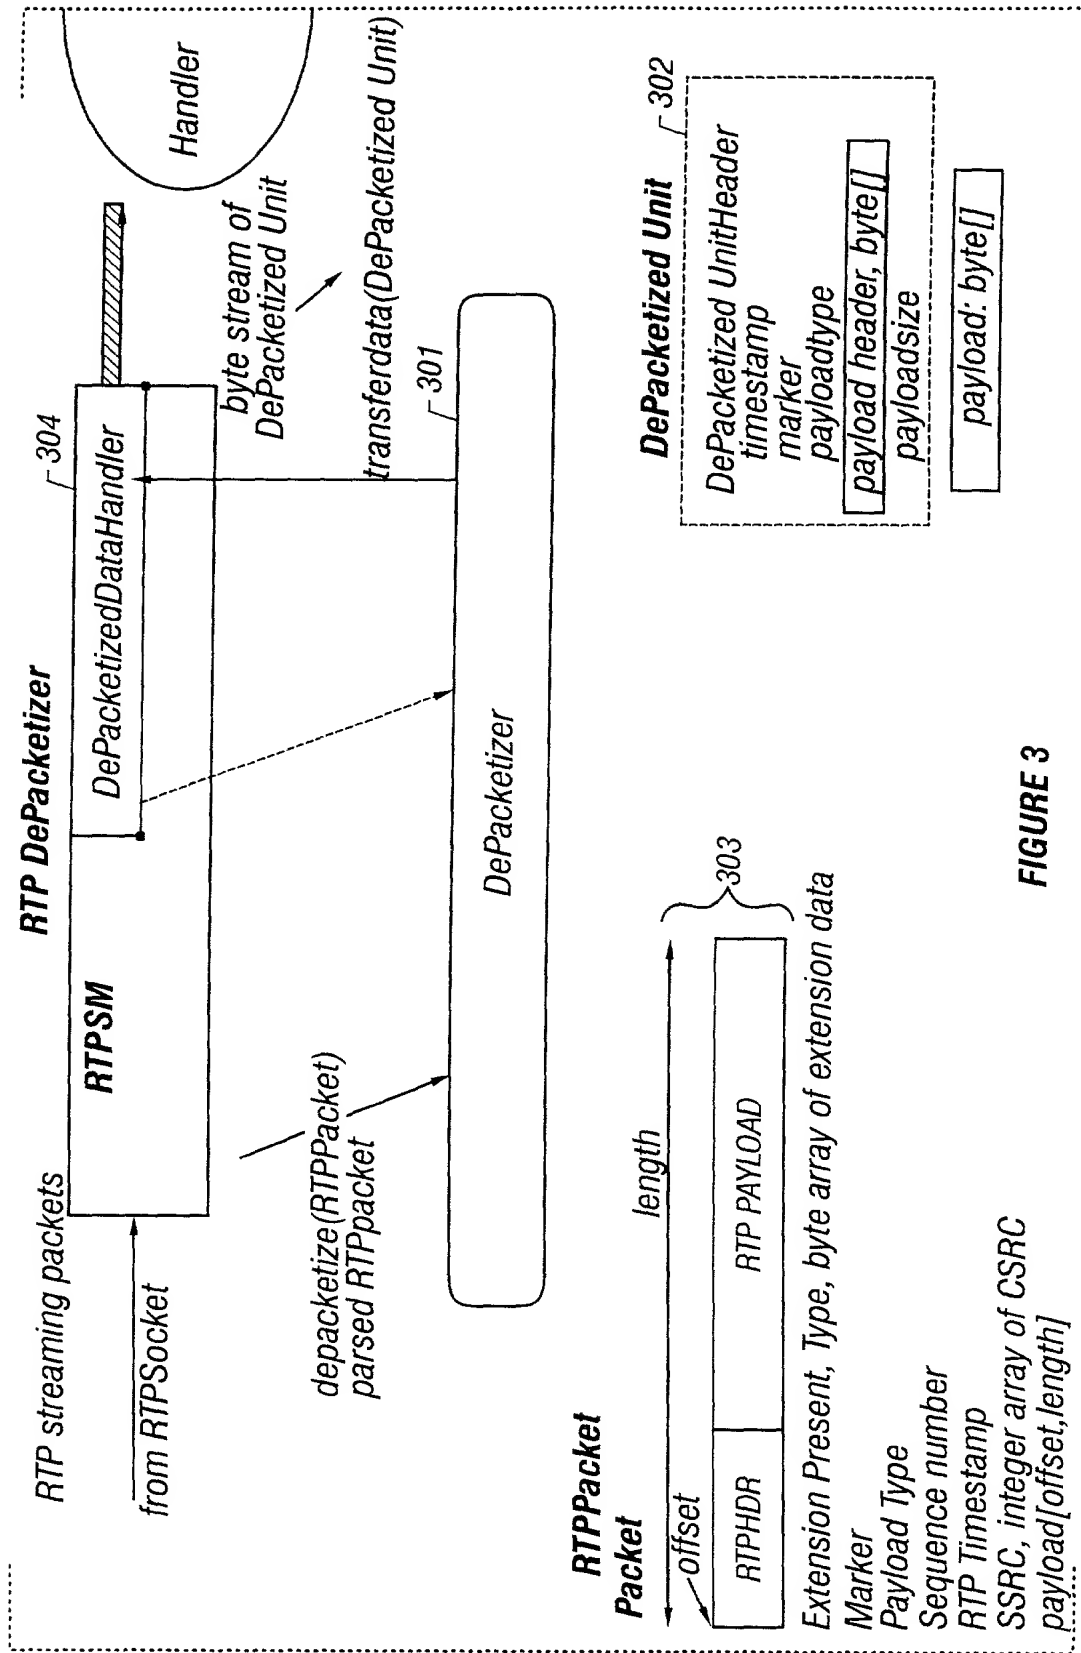 RTP DePacketizer
RTP streaming packets
from RTPSocket
RTPSM
304
DePacketizedDataHandler
Handler
byte stream of
DePacketized Unit
transferdata(DePacketized Unit)
depacketize(RTPPacket)
parsed RTPpacket
301
DePacketizer
RTPPacket
Packet
offset
length
303
RTPHDR
RTP PAYLOAD
Extension Present, Type, byte array of extension data
Marker
Payload Type
Sequence number
RTP Timestamp
SSRC, integer array of CSRC
payload[offset,length]
DePacketized Unit
302
DePacketized UnitHeader
timestamp
marker
payloadtype
payload header, byte[]
payloadsize
payload: byte[]
FIGURE 3